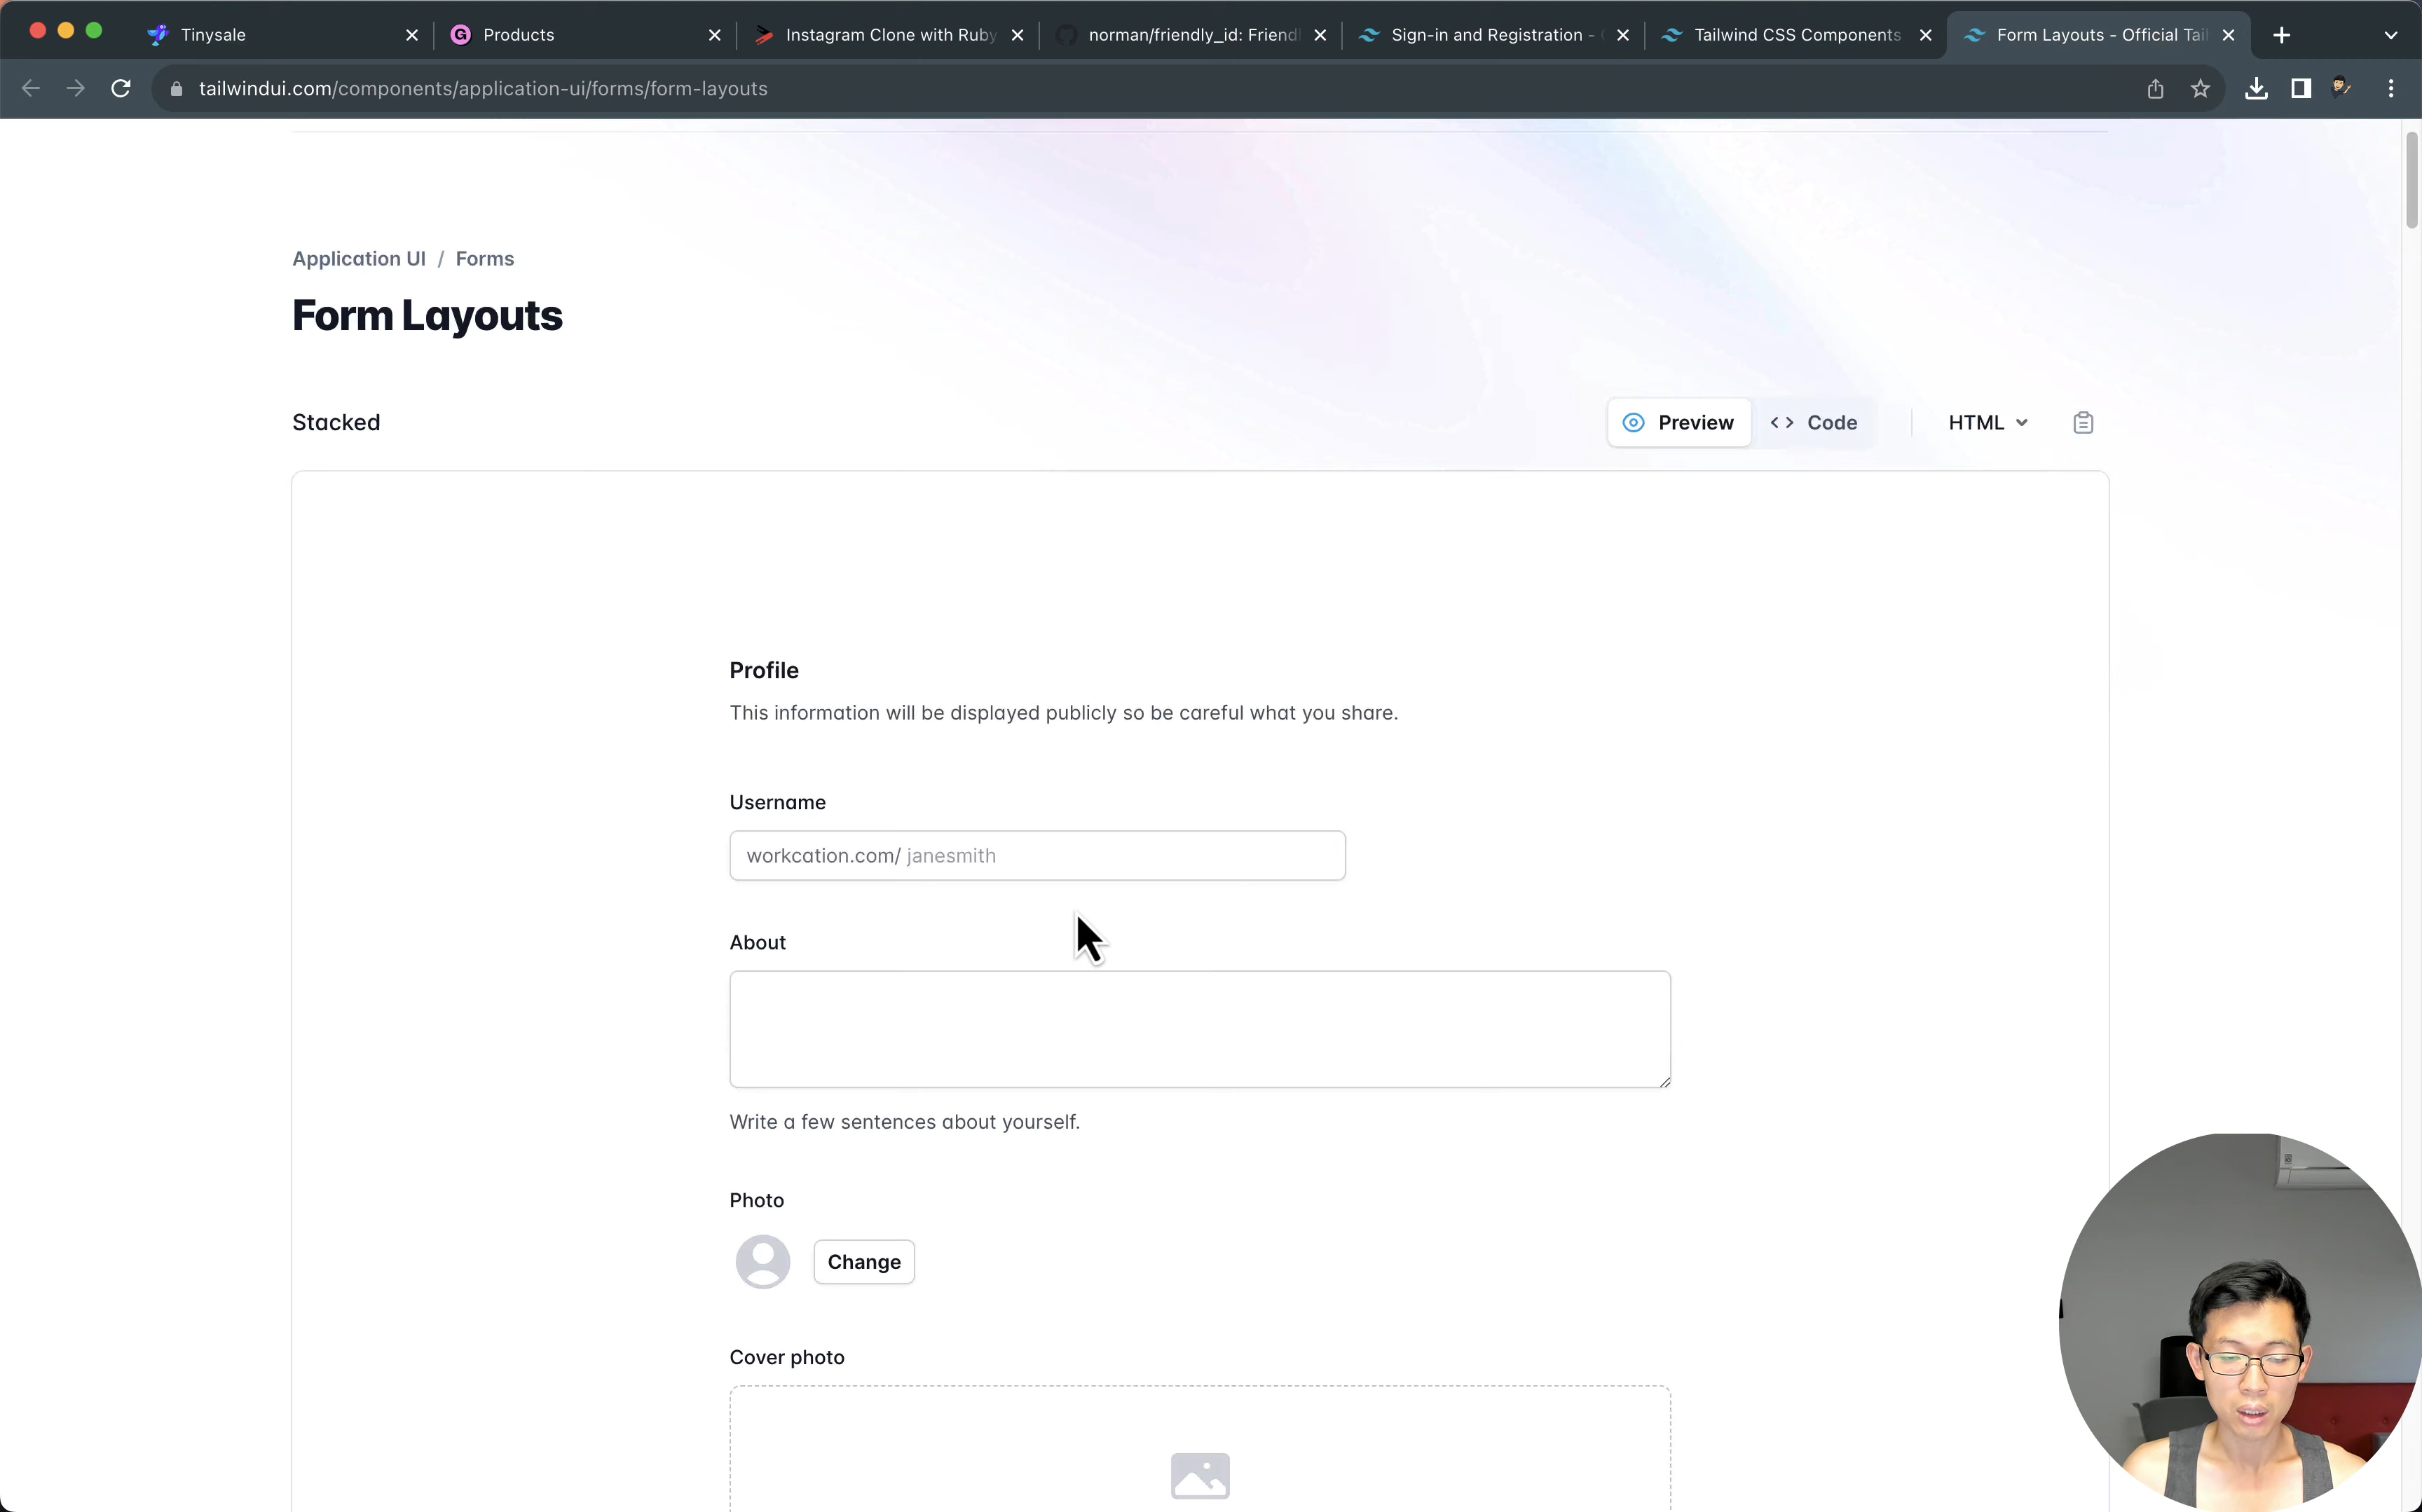 Tinysale
Products
Instagram Clone with Ruby
norman/friendly_id: Friendl
Sign-in and Registration -
Tailwind CSS Components
Form Layouts - Official Tail
tailwindui.com/components/application-ui/forms/form-layouts
Application UI / Forms
Form Layouts
Stacked
Preview
Code
HTML
Profile
This information will be displayed publicly so be careful what you share.
Username
workcation.com/ janesmith
About
Write a few sentences about yourself.
Photo
Change
Cover photo